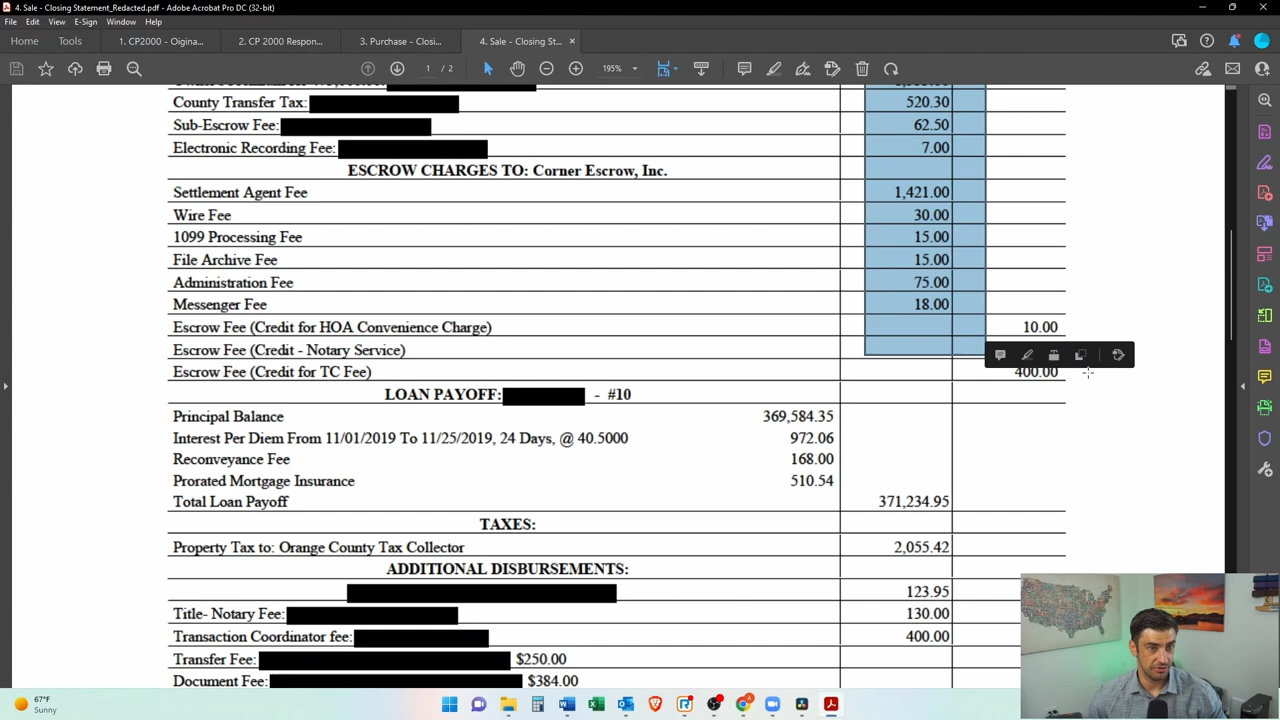 4. Sale - Closing Statement_Redacted.pdf - Adobe Acrobat Pro DC (32-bit)
File Edit View E-Sign Window Help
Home Tools 1. CP2000 - Oigina... 2. CP 2000 Respon... 3. Purchase - Closi... 4. Sale - Closing St... ×
1 / 2 195%
County Transfer Tax: 520.30
Sub-Escrow Fee: 62.50
Electronic Recording Fee: 7.00
ESCROW CHARGES TO: Corner Escrow, Inc.
Settlement Agent Fee 1,421.00
Wire Fee 30.00
1099 Processing Fee 15.00
File Archive Fee 15.00
Administration Fee 75.00
Messenger Fee 18.00
Escrow Fee (Credit for HOA Convenience Charge) 10.00
Escrow Fee (Credit - Notary Service)
Escrow Fee (Credit for TC Fee) 400.00
LOAN PAYOFF: - #10
Principal Balance 369,584.35
Interest Per Diem From 11/01/2019 To 11/25/2019, 24 Days, @ 40.5000 972.06
Reconveyance Fee 168.00
Prorated Mortgage Insurance 510.54
Total Loan Payoff 371,234.95
TAXES:
Property Tax to: Orange County Tax Collector 2,055.42
ADDITIONAL DISBURSEMENTS:
123.95
Title- Notary Fee: 130.00
Transaction Coordinator fee: 400.00
Transfer Fee: $250.00
Document Fee: $384.00
67°F
Sunny